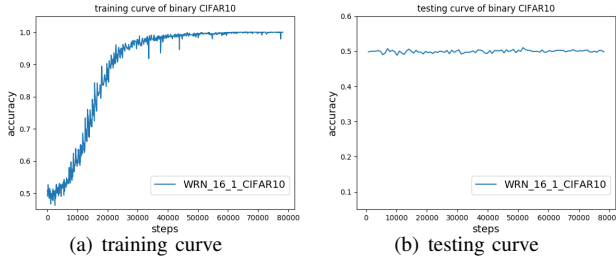 training curve of binary CIFAR10
1.0
0.9
0.8
0.7
0.6
0.5
accuracy
WRN_16_1_CIFAR10
0 10000 20000 30000 40000 50000 60000 70000 80000
steps
(a) training curve
testing curve of binary CIFAR10
0.6
0.5
0.4
0.3
0.2
0.1
accuracy
WRN_16_1_CIFAR10
0 10000 20000 30000 40000 50000 60000 70000 80000
steps
(b) testing curve